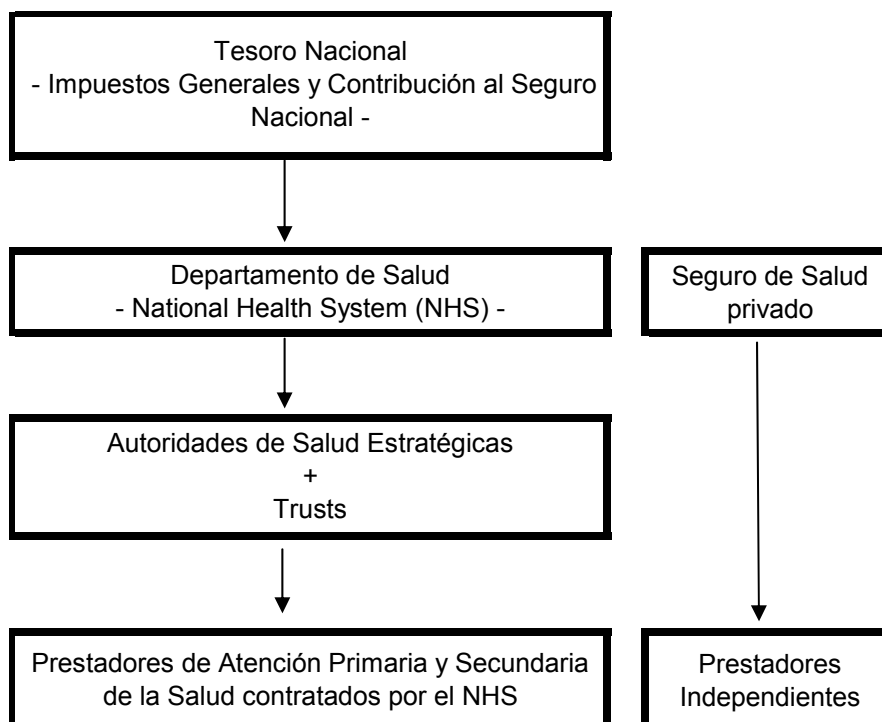 Tesoro Nacional
- Impuestos Generales y Contribución al Seguro
Nacional -
Departamento de Salud
- National Health System (NHS) -
Seguro de Salud
privado
Autoridades de Salud Estratégicas
+
Trusts
Prestadores de Atención Primaria y Secundaria
de la Salud contratados por el NHS
Prestadores
Independientes